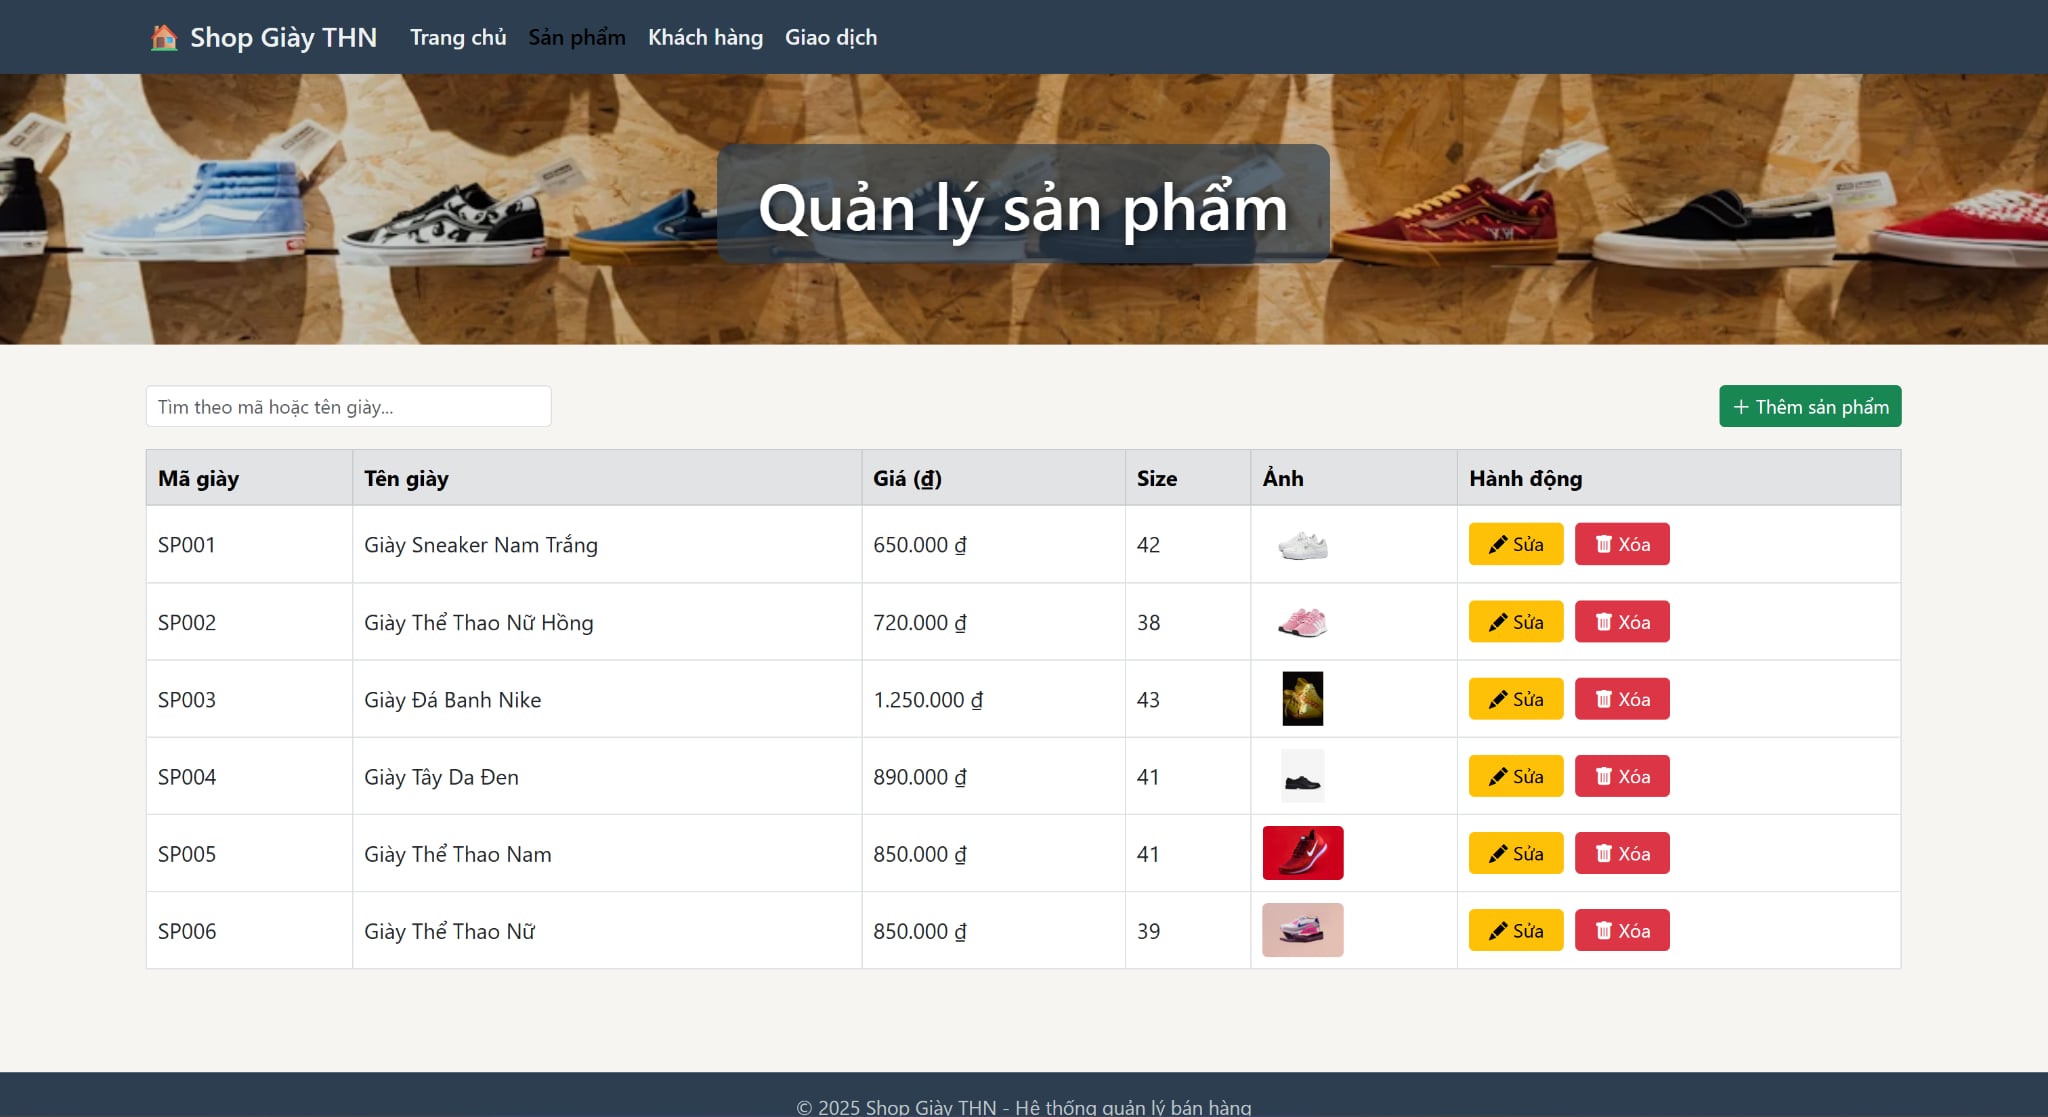 Shop Giày THN Trang chủ Sản phẩm Khách hàng Giao dịch
Quản lý sản phẩm
Tìm theo mã hoặc tên giày...
+ Thêm sản phẩm
Mã giày Tên giày Giá (₫) Size Ảnh Hành động
SP001 Giày Sneaker Nam Trắng 650.000 ₫ 42 Sửa Xóa
SP002 Giày Thể Thao Nữ Hồng 720.000 ₫ 38 Sửa Xóa
SP003 Giày Đá Banh Nike 1.250.000 ₫ 43 Sửa Xóa
SP004 Giày Tây Da Đen 890.000 ₫ 41 Sửa Xóa
SP005 Giày Thể Thao Nam 850.000 ₫ 41 Sửa Xóa
SP006 Giày Thể Thao Nữ 850.000 ₫ 39 Sửa Xóa
© 2025 Shop Giày THN - Hệ thống quản lý bán hàng